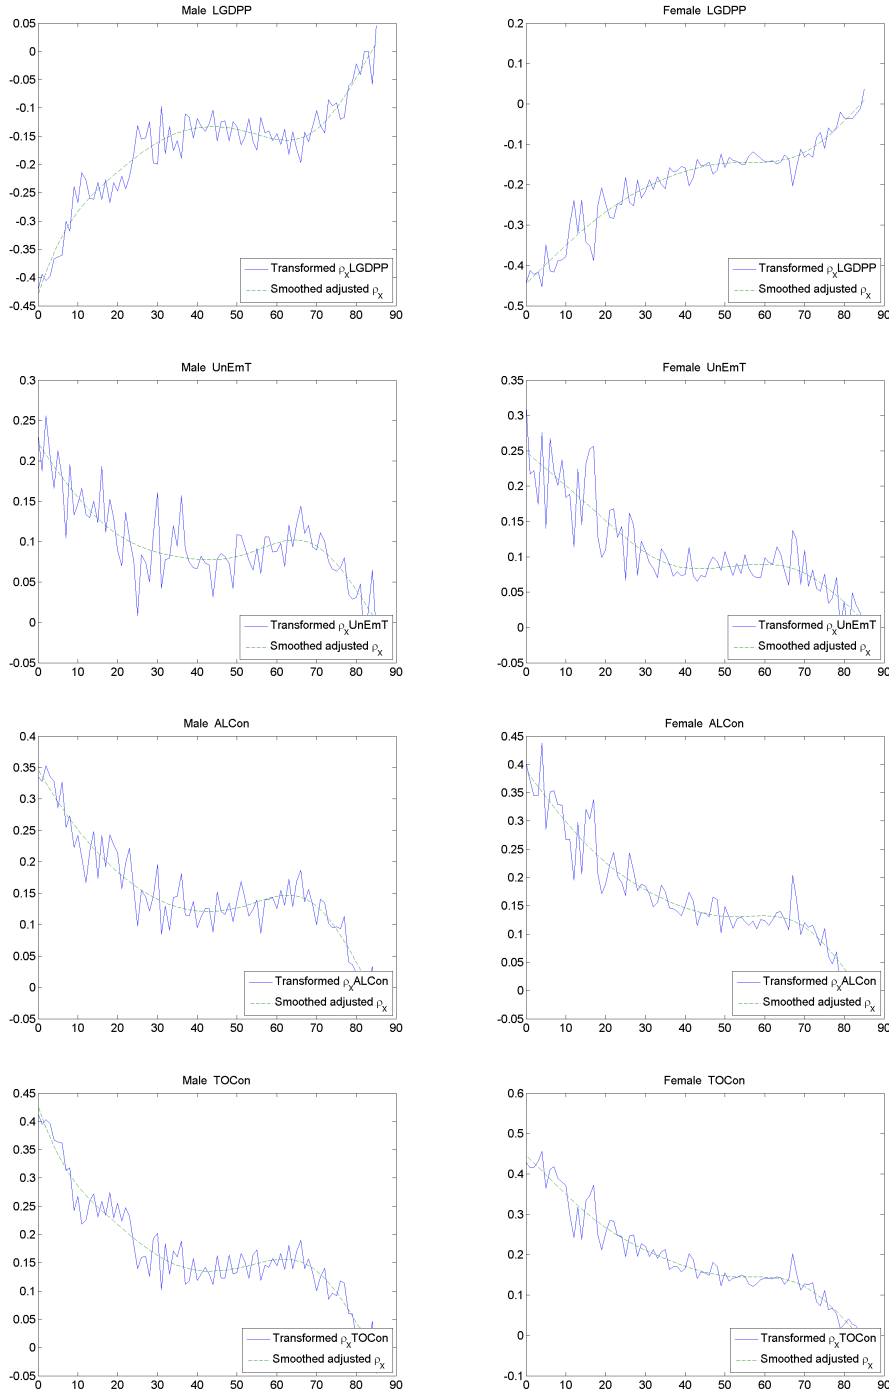 Male LGDPP
0.05
0
-0.05
-0.1
-0.15
-0.2
-0.25
-0.3
-0.35
-0.4
-0.45
0 10 20 30 40 50 60 70 80 90
Transformed ρxLGDPP
Smoothed adjusted ρx
Female LGDPP
0.2
0.1
0
-0.1
-0.2
-0.3
-0.4
-0.5
0 10 20 30 40 50 60 70 80 90
Transformed ρxLGDPP
Smoothed adjusted ρx
Male UnEmT
0.3
0.25
0.2
0.15
0.1
0.05
0
-0.05
0 10 20 30 40 50 60 70 80 90
Transformed ρxUnEmT
Smoothed adjusted ρx
Female UnEmT
0.35
0.3
0.25
0.2
0.15
0.1
0.05
0
-0.05
0 10 20 30 40 50 60 70 80 90
Transformed ρxUnEmT
Smoothed adjusted ρx
Male ALCon
0.4
0.35
0.3
0.25
0.2
0.15
0.1
0.05
0
-0.05
0 10 20 30 40 50 60 70 80 90
Transformed ρxALCon
Smoothed adjusted ρx
Female ALCon
0.45
0.4
0.35
0.3
0.25
0.2
0.15
0.1
0.05
0
-0.05
0 10 20 30 40 50 60 70 80 90
Transformed ρxALCon
Smoothed adjusted ρx
Male TOCon
0.45
0.4
0.35
0.3
0.25
0.2
0.15
0.1
0.05
0
-0.05
0 10 20 30 40 50 60 70 80 90
Transformed ρxTOCon
Smoothed adjusted ρx
Female TOCon
0.6
0.5
0.4
0.3
0.2
0.1
0
-0.1
0 10 20 30 40 50 60 70 80 90
Transformed ρxTOCon
Smoothed adjusted ρx